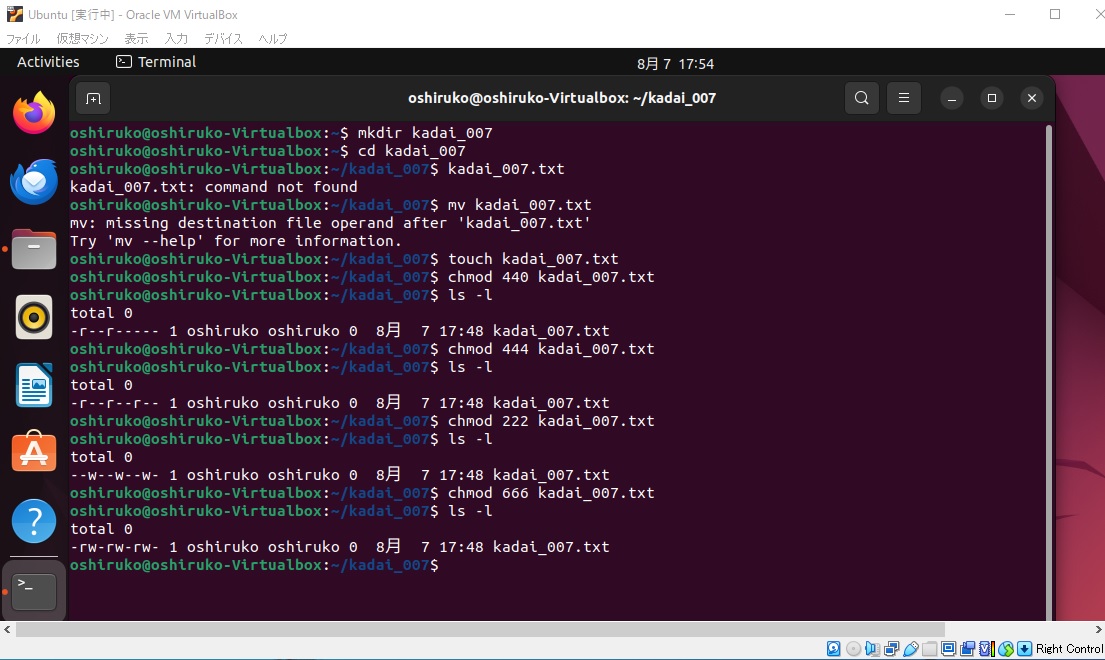 Ubuntu [実行中] - Oracle VM VirtualBox
ファイル 仮想マシン 表示 入力 デバイス ヘルプ
Activities Terminal 8月 7 17:54
oshiruko@oshiruko-Virtualbox: ~/kadai_007
oshiruko@oshiruko-Virtualbox:~$ mkdir kadai_007
oshiruko@oshiruko-Virtualbox:~$ cd kadai_007
oshiruko@oshiruko-Virtualbox:~/kadai_007$ kadai_007.txt
kadai_007.txt: command not found
oshiruko@oshiruko-Virtualbox:~/kadai_007$ mv kadai_007.txt
mv: missing destination file operand after 'kadai_007.txt'
Try 'mv --help' for more information.
oshiruko@oshiruko-Virtualbox:~/kadai_007$ touch kadai_007.txt
oshiruko@oshiruko-Virtualbox:~/kadai_007$ chmod 440 kadai_007.txt
oshiruko@oshiruko-Virtualbox:~/kadai_007$ ls -l
total 0
-r--r----- 1 oshiruko oshiruko 0  8月  7 17:48 kadai_007.txt
oshiruko@oshiruko-Virtualbox:~/kadai_007$ chmod 444 kadai_007.txt
oshiruko@oshiruko-Virtualbox:~/kadai_007$ ls -l
total 0
-r--r--r-- 1 oshiruko oshiruko 0  8月  7 17:48 kadai_007.txt
oshiruko@oshiruko-Virtualbox:~/kadai_007$ chmod 222 kadai_007.txt
oshiruko@oshiruko-Virtualbox:~/kadai_007$ ls -l
total 0
--w--w--w- 1 oshiruko oshiruko 0  8月  7 17:48 kadai_007.txt
oshiruko@oshiruko-Virtualbox:~/kadai_007$ chmod 666 kadai_007.txt
oshiruko@oshiruko-Virtualbox:~/kadai_007$ ls -l
total 0
-rw-rw-rw- 1 oshiruko oshiruko 0  8月  7 17:48 kadai_007.txt
oshiruko@oshiruko-Virtualbox:~/kadai_007$
Right Control